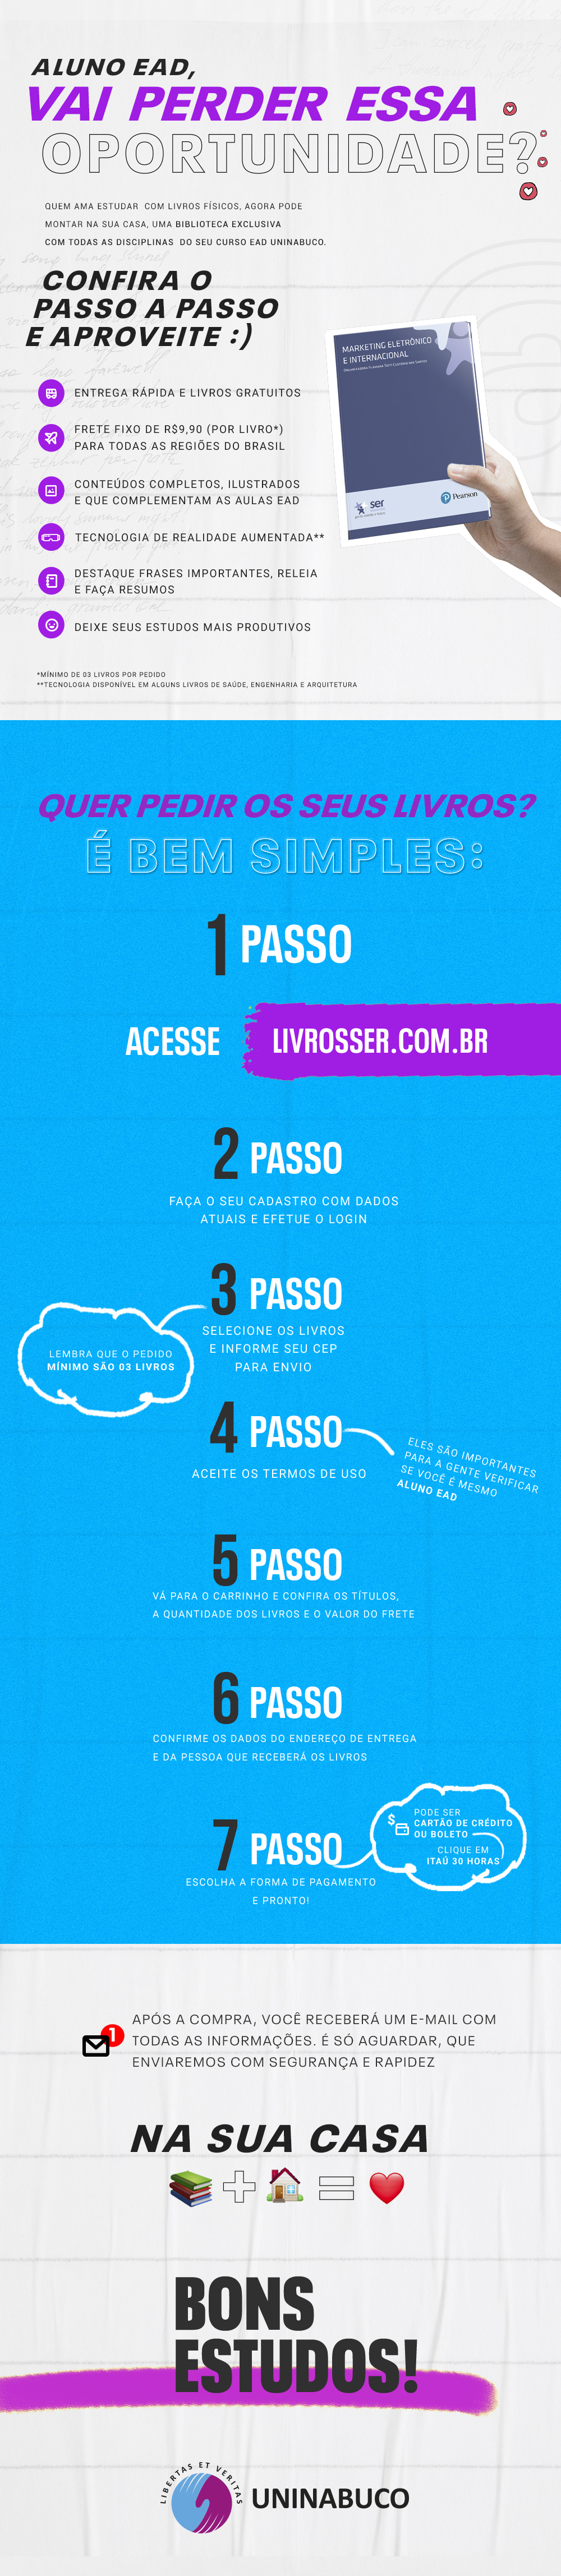 ALUNO EAD,
VAI PERDER ESSA
OPORTUNIDADE?
QUEM AMA ESTUDAR COM LIVROS FÍSICOS, AGORA PODE
MONTAR NA SUA CASA, UMA BIBLIOTECA EXCLUSIVA
COM TODAS AS DISCIPLINAS DO SEU CURSO EAD UNINABUCO.
CONFIRA O
PASSO A PASSO
E APROVEITE :)
MARKETING ELETRÔNICO
E INTERNACIONAL
ser
Pearson
ENTREGA RÁPIDA E LIVROS GRATUITOS
FRETE FIXO DE R$9,90 (POR LIVRO*)
PARA TODAS AS REGIÕES DO BRASIL
CONTEÚDOS COMPLETOS, ILUSTRADOS
E QUE COMPLEMENTAM AS AULAS EAD
TECNOLOGIA DE REALIDADE AUMENTADA**
DESTAQUE FRASES IMPORTANTES, RELEIA
E FAÇA RESUMOS
DEIXE SEUS ESTUDOS MAIS PRODUTIVOS
*MÍNIMO DE 03 LIVROS POR PEDIDO
**TECNOLOGIA DISPONÍVEL EM ALGUNS LIVROS DE SAÚDE, ENGENHARIA E ARQUITETURA
QUER PEDIR OS SEUS LIVROS?
É BEM SIMPLES:
1 PASSO
ACESSE LIVROSSER.COM.BR
2 PASSO
FAÇA O SEU CADASTRO COM DADOS
ATUAIS E EFETUE O LOGIN
3 PASSO
SELECIONE OS LIVROS
E INFORME SEU CEP
PARA ENVIO
LEMBRA QUE O PEDIDO
MÍNIMO SÃO 03 LIVROS
4 PASSO
ACEITE OS TERMOS DE USO
ELES SÃO IMPORTANTES
PARA A GENTE VERIFICAR
SE VOCÊ É MESMO
ALUNO EAD
5 PASSO
VÁ PARA O CARRINHO E CONFIRA OS TÍTULOS,
A QUANTIDADE DOS LIVROS E O VALOR DO FRETE
6 PASSO
CONFIRME OS DADOS DO ENDEREÇO DE ENTREGA
E DA PESSOA QUE RECEBERÁ OS LIVROS
7 PASSO
ESCOLHA A FORMA DE PAGAMENTO
E PRONTO!
$
PODE SER
CARTÃO DE CRÉDITO
OU BOLETO
CLIQUE EM
ITAÚ 30 HORAS
1
APÓS A COMPRA, VOCÊ RECEBERÁ UM E-MAIL COM
TODAS AS INFORMAÇÕES. É SÓ AGUARDAR, QUE
ENVIAREMOS COM SEGURANÇA E RAPIDEZ
NA SUA CASA
BONS
ESTUDOS!
LIBERTAS ET VERITAS
UNINABUCO